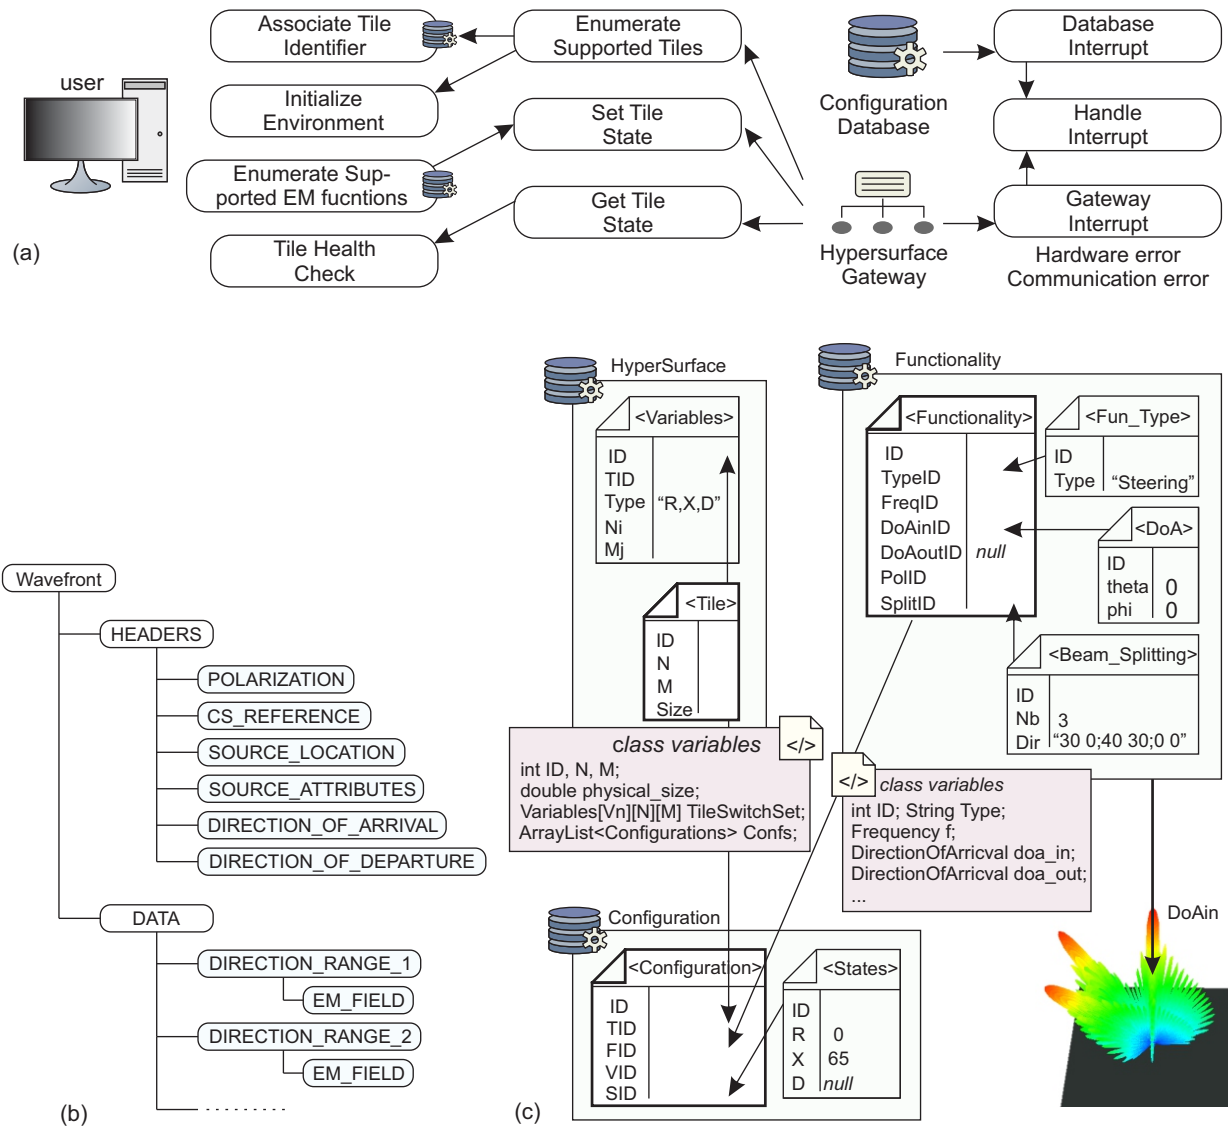 user
Associate Tile
Identifier
Initialize
Environment
Enumerate Sup-
ported EM fucntions
Tile Health
Check
Enumerate
Supported Tiles
Set Tile
State
Get Tile
State
Configuration
Database
Hypersurface
Gateway
Database
Interrupt
Handle
Interrupt
Gateway
Interrupt
Hardware error
Communication error
(a)
Wavefront
HEADERS
POLARIZATION
CS_REFERENCE
SOURCE_LOCATION
SOURCE_ATTRIBUTES
DIRECTION_OF_ARRIVAL
DIRECTION_OF_DEPARTURE
DATA
DIRECTION_RANGE_1
EM_FIELD
DIRECTION_RANGE_2
EM_FIELD
(b)
HyperSurface
<Variables>
ID
TID
Type “R,X,D”
Ni
Mj
<Tile>
ID
N
M
Size
class variables
</>
int ID, N, M;
double physical_size;
Variables[Vn][N][M] TileSwitchSet;
ArrayList<Configurations> Confs;
Functionality
<Functionality>
ID
TypeID
FreqID
DoAinID
DoAoutID null
PolID
SplitID
<Fun_Type>
ID
Type “Steering”
<DoA>
ID
theta 0
phi 0
<Beam_Splitting>
ID
Nb 3
Dir “30 0;40 30;0 0”
</>
class variables
int ID; String Type;
Frequency f;
DirectionOfArricval doa_in;
DirectionOfArricval doa_out;
...
Configuration
<Configuration>
ID
TID
FID
VID
SID
<States>
ID
R 0
X 65
D null
DoAin
(c)